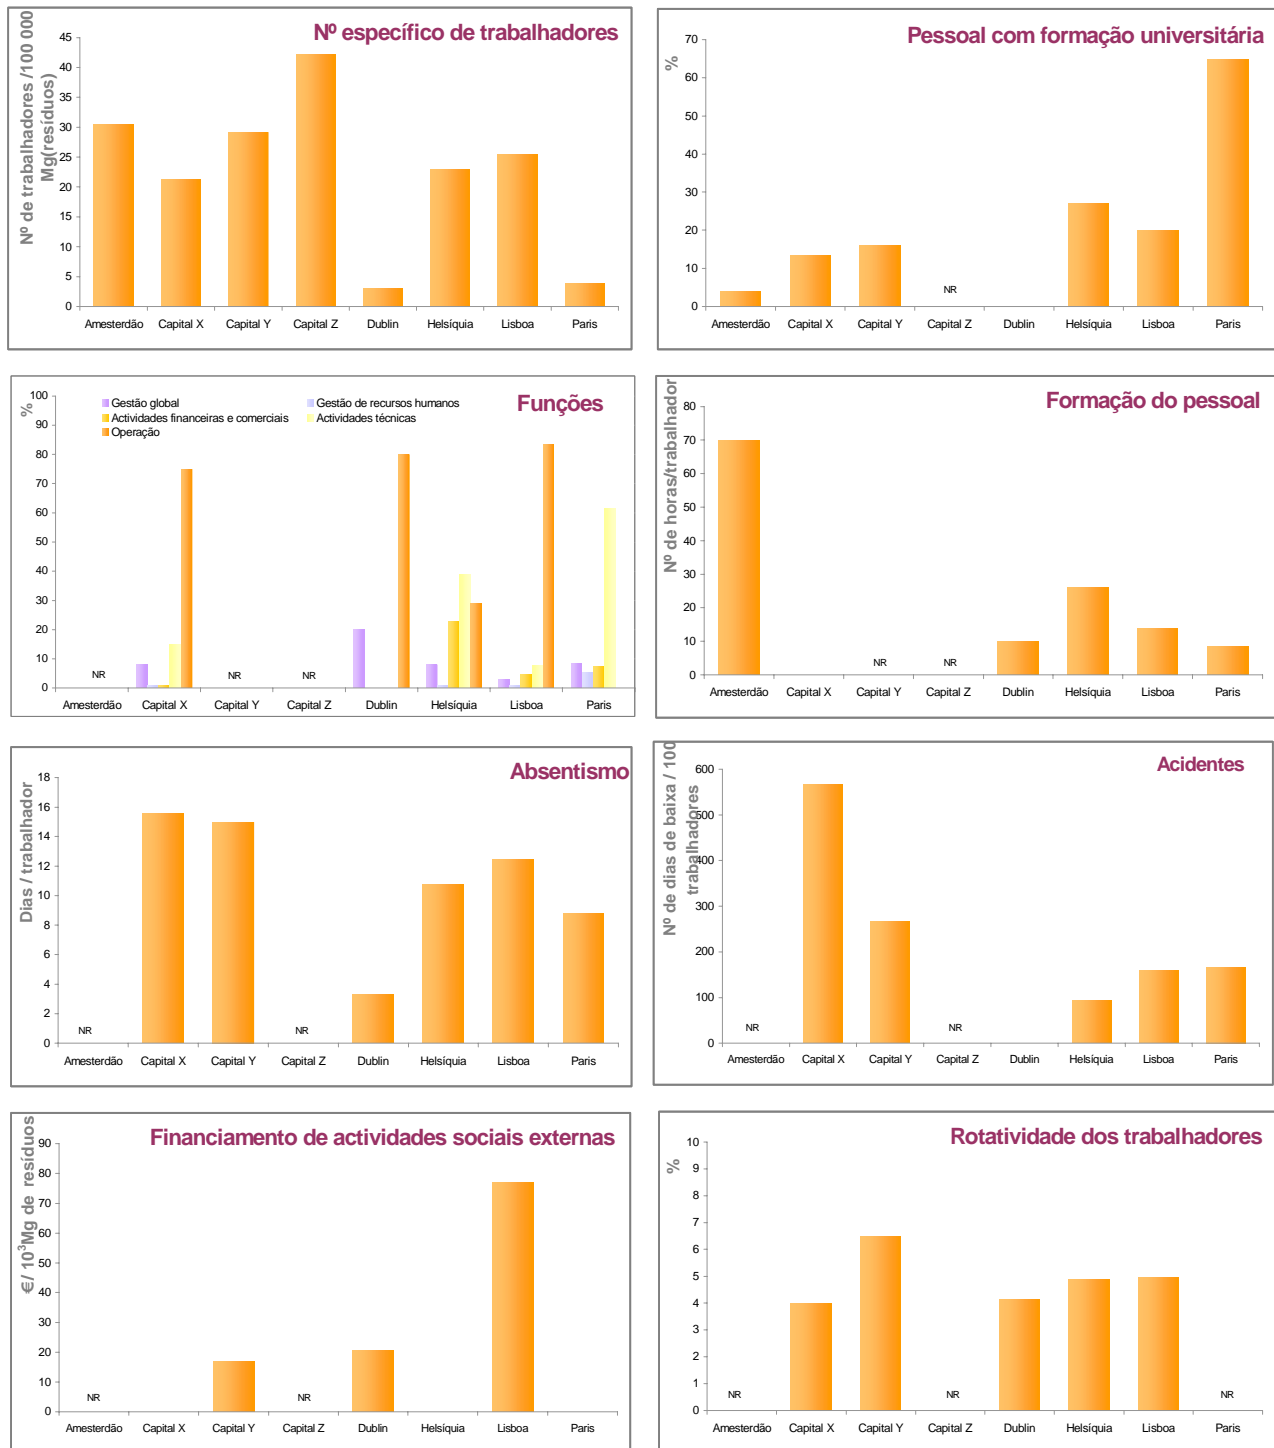 Nº específico de trabalhadores
Nº de trabalhadores /100 000
Mg(resíduos)
45
40
35
30
25
20
15
10
5
0
Amesterdão Capital X Capital Y Capital Z Dublin Helsíquia Lisboa Paris
Pessoal com formação universitária
%
70
60
50
40
30
20
10
0
NR
Amesterdão Capital X Capital Y Capital Z Dublin Helsíquia Lisboa Paris
Funções
%
Gestão global Gestão de recursos humanos
Actividades financeiras e comerciais Actividades técnicas
Operação
100
90
80
70
60
50
40
30
20
10
0
NR NR NR
Amesterdão Capital X Capital Y Capital Z Dublin Helsíquia Lisboa Paris
Formação do pessoal
Nº de horas/trabalhador
80
70
60
50
40
30
20
10
0
NR NR
Amesterdão Capital X Capital Y Capital Z Dublin Helsíquia Lisboa Paris
Absentismo
Dias / trabalhador
18
16
14
12
10
8
6
4
2
0
NR NR
Amesterdão Capital X Capital Y Capital Z Dublin Helsíquia Lisboa Paris
Acidentes
Nº de dias de baixa / 100
trabalhadores
600
500
400
300
200
100
0
NR NR
Amesterdão Capital X Capital Y Capital Z Dublin Helsíquia Lisboa Paris
Financiamento de actividades sociais externas
€/ 10³Mg de resíduos
90
80
70
60
50
40
30
20
10
0
NR NR
Amesterdão Capital X Capital Y Capital Z Dublin Helsíquia Lisboa Paris
Rotatividade dos trabalhadores
%
10
9
8
7
6
5
4
3
2
1
0
NR NR NR
Amesterdão Capital X Capital Y Capital Z Dublin Helsíquia Lisboa Paris